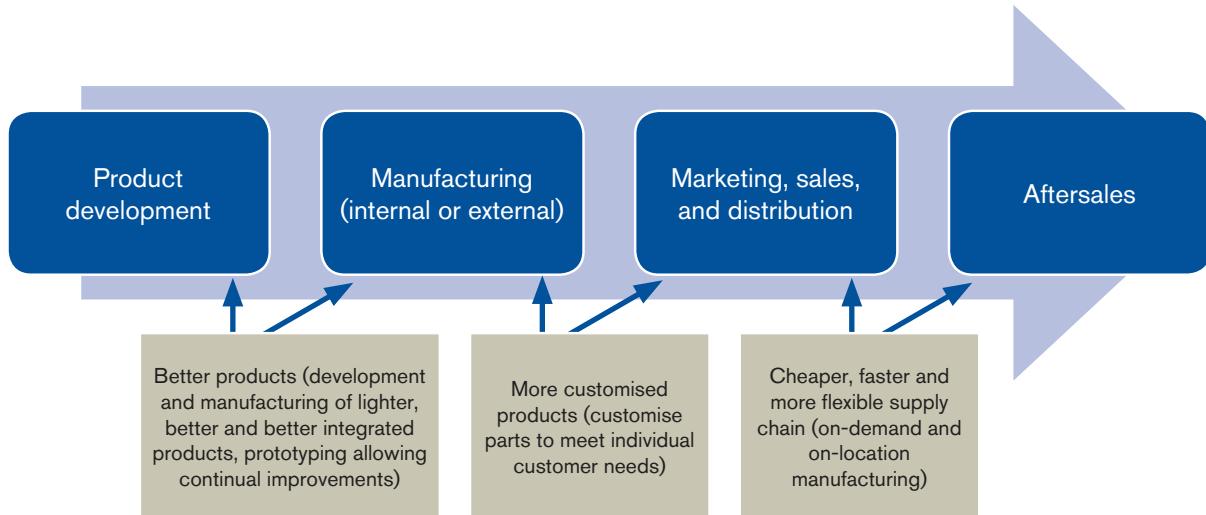 Product
development
Manufacturing
(internal or external)
Marketing, sales,
and distribution
Aftersales
Better products (development
and manufacturing of lighter,
better and better integrated
products, prototyping allowing
continual improvements)
More customised
products (customise
parts to meet individual
customer needs)
Cheaper, faster and
more flexible supply
chain (on-demand and
on-location
manufacturing)